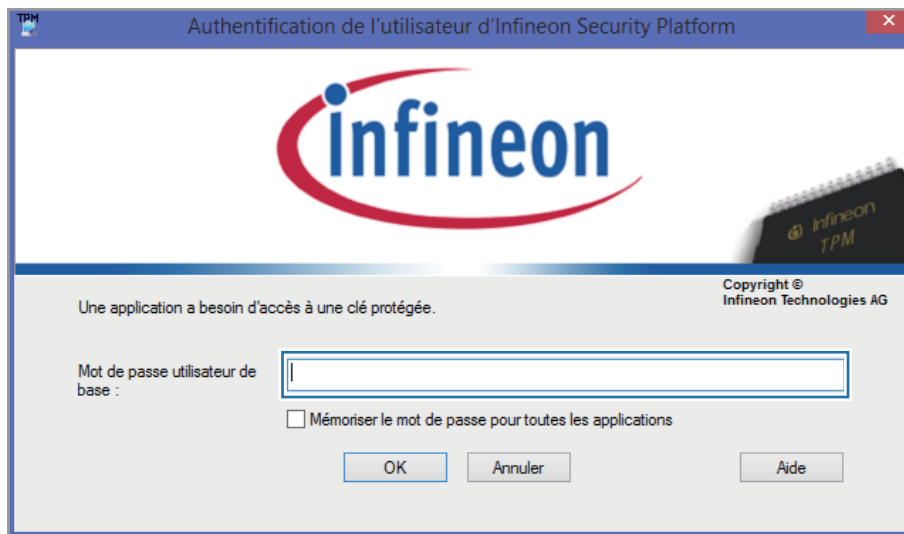 TPM
Authentification de l'utilisateur d'Infineon Security Platform
infineon
Infineon
TPM
Copyright ©
Infineon Technologies AG
Une application a besoin d'accès à une clé protégée.
Mot de passe utilisateur de
base :
Mémoriser le mot de passe pour toutes les applications
OK
Annuler
Aide